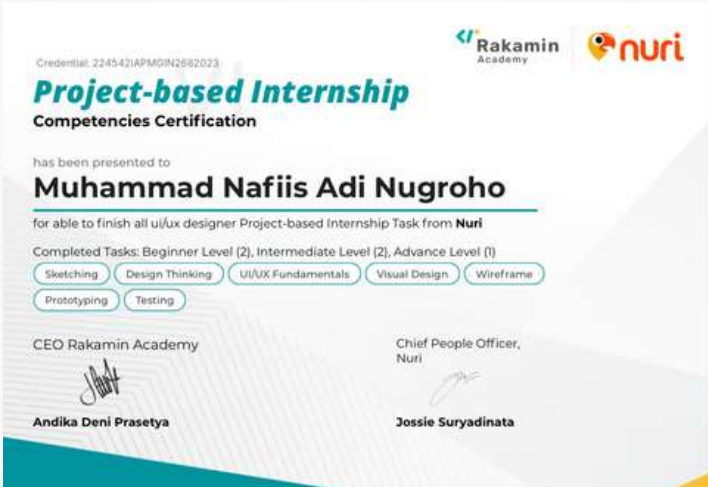 Rakamin
Academy
nuri
Credential: 224542IAPMGIN2682023
Project-based Internship
Competencies Certification
has been presented to
Muhammad Nafiis Adi Nugroho
for able to finish all ui/ux designer Project-based Internship Task from Nuri
Completed Tasks: Beginner Level (2), Intermediate Level (2), Advance Level (1)
Sketching Design Thinking UI/UX Fundamentals Visual Design Wireframe
Prototyping Testing
CEO Rakamin Academy
Andika Deni Prasetya
Chief People Officer,
Nuri
Jossie Suryadinata